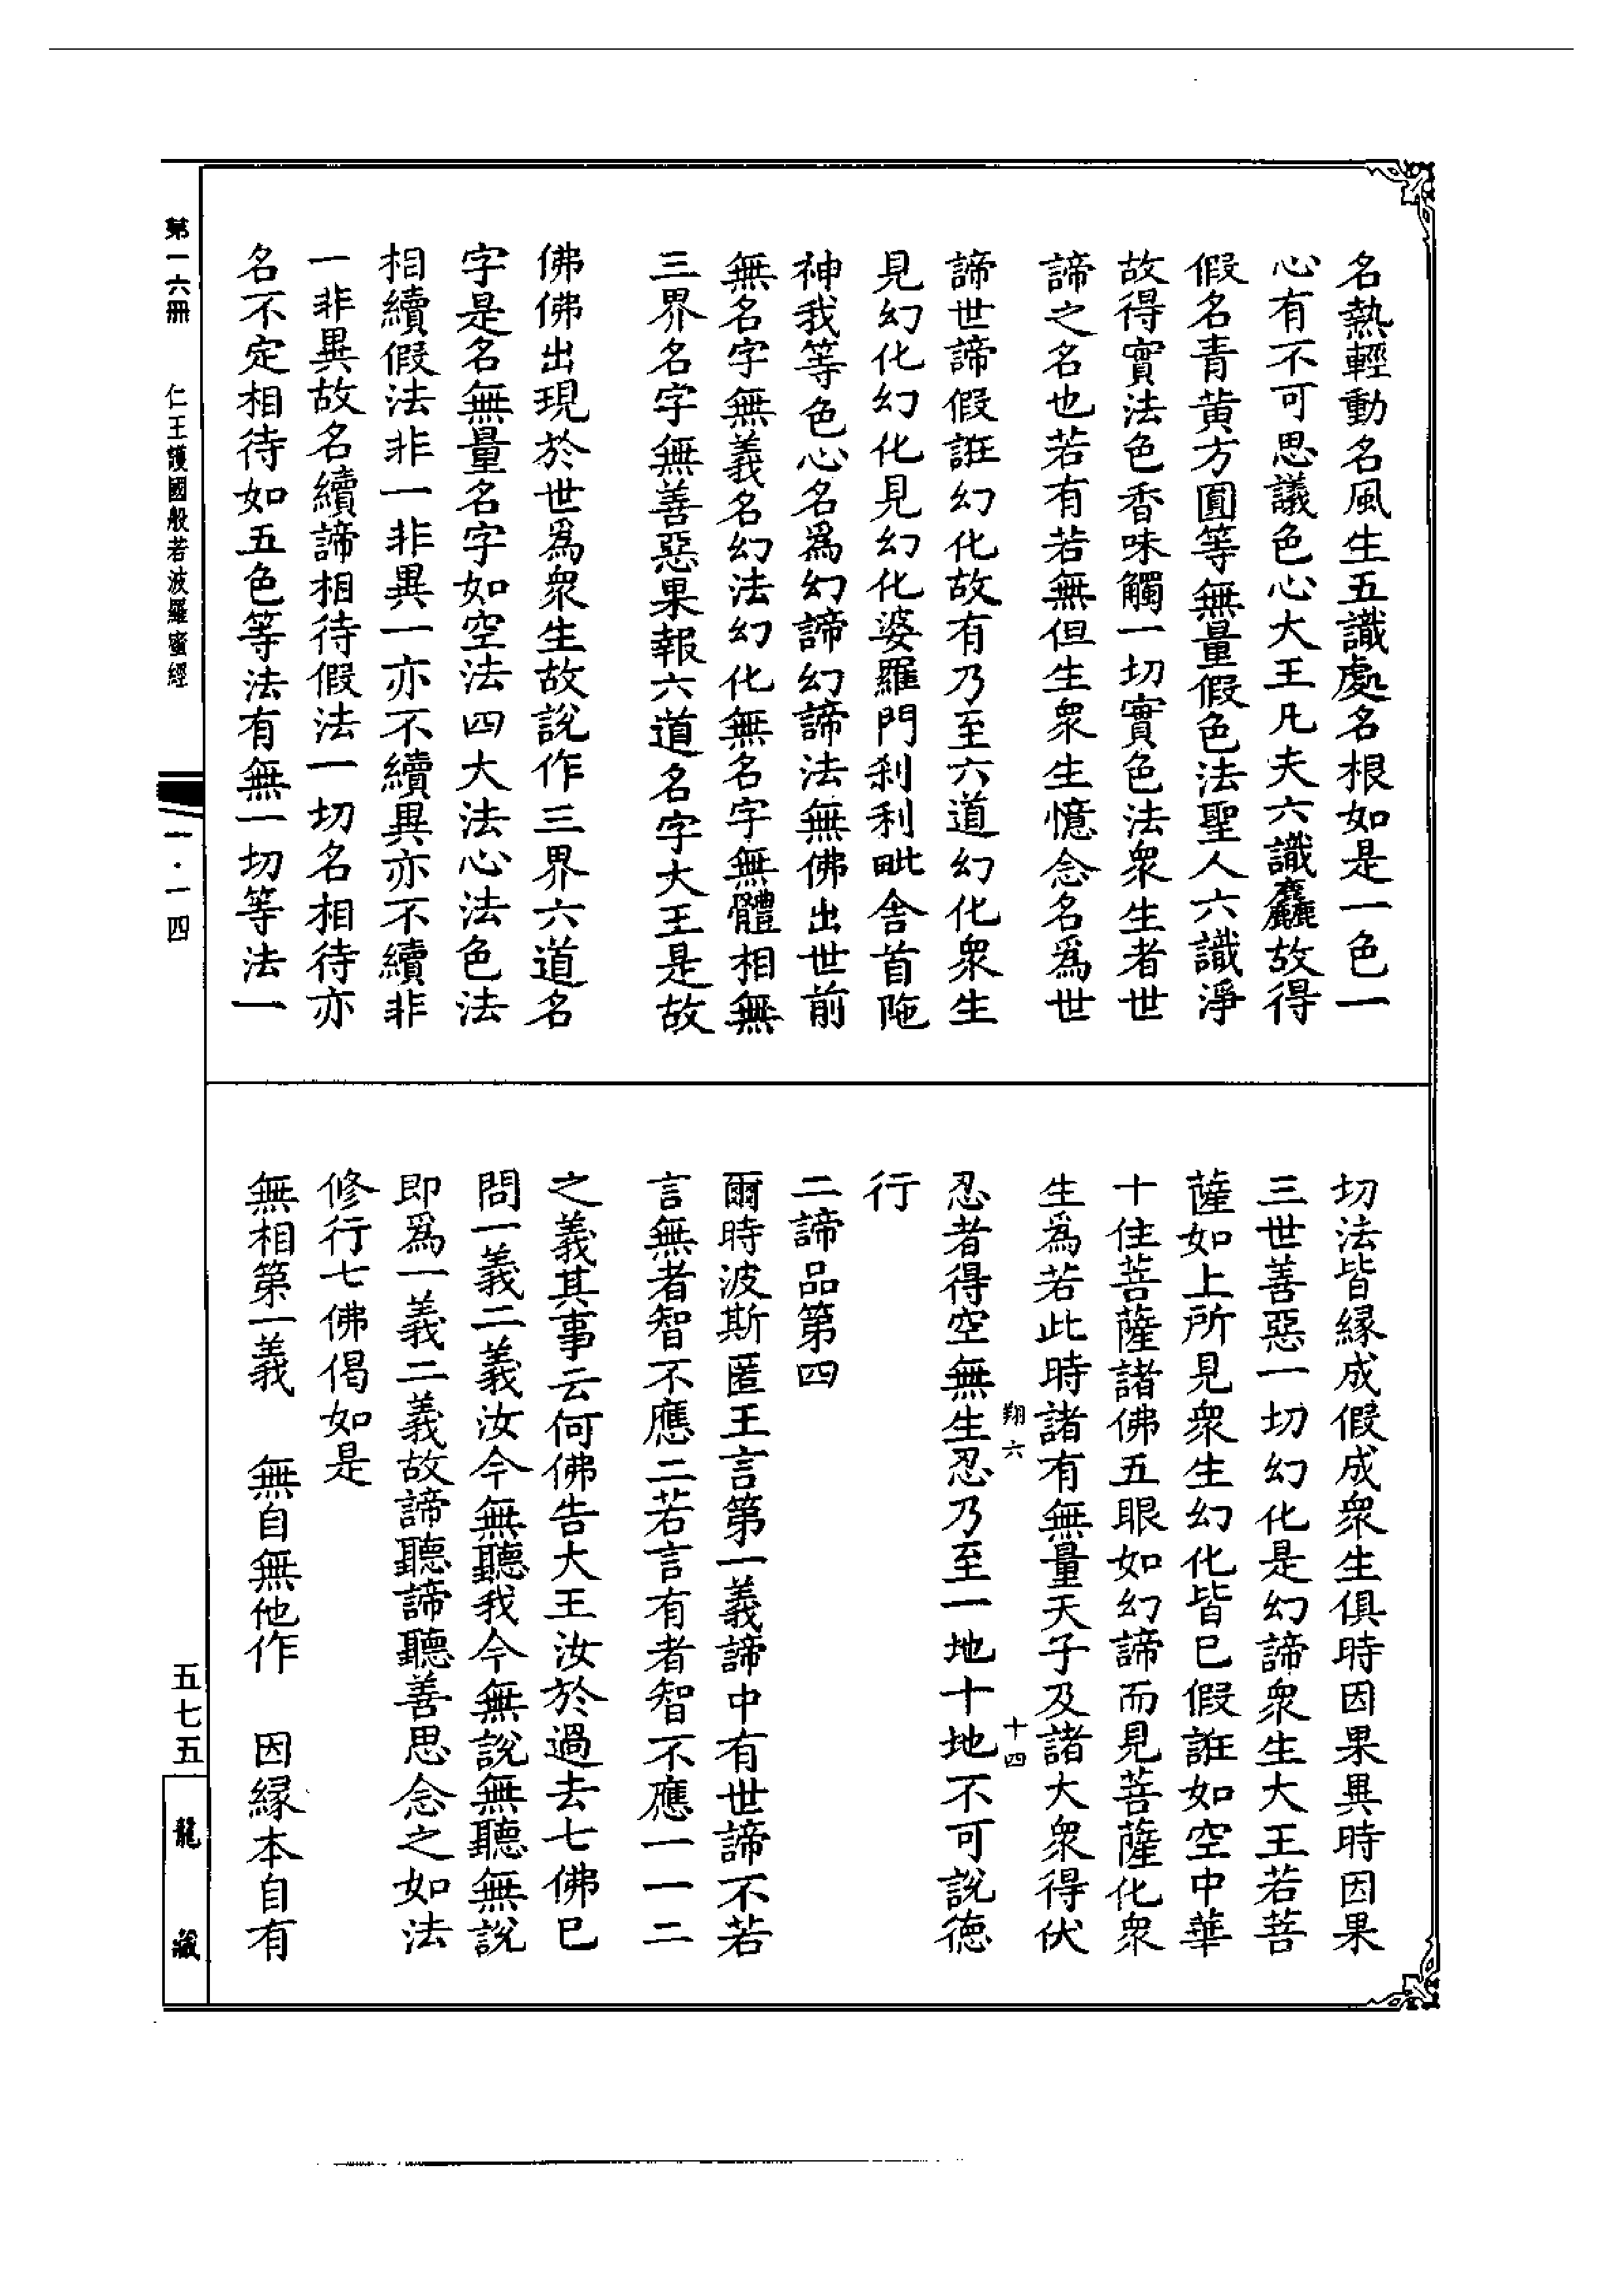 名熱輕動名風生五識處名根如是一色一
心有不可思議色心大王凡夫六識麤故得
假名青黃方圓等無量假色法聖人六識淨
故得實法色香味觸一切實色法衆生者世
諦之名也若有若無但生衆生憶念名爲世
諦世諦假誑幻化故有乃至六道幻化衆生
見幻化幻化見幻化婆羅門刹利毗舍首陁
神我等色心名爲幻諦幻諦法無佛出世前
無名字無義名幻法幻化無名字無體相無
三界名字無善惡果報六道名字大王是故
佛佛出現於世爲衆生故說作三界六道名
字是名無量名字如空法四大法心法色法
相續假法非一非異一亦不續異亦不續非
一非異故名續諦相待假法一切名相待亦
名不定相待如五色等法有無一切等法一
切法皆縁成假成衆生俱時因果異時因果
三世善惡一切幻化是幻諦衆生大王若菩
薩如上所見衆生幻化皆巳假誑如空中華
十住菩薩諸佛五眼如幻諦而見菩薩化衆
生爲若此時諸有無量天子及諸大衆得伏
翔六 十四
忍者得空無生忍乃至一地十地不可說德
行
二諦品第四
爾時波斯匿王言第一義諦中有世諦不若
言無者智不應二若言有者智不應一一二
之義其事云何佛告大王汝於過去七佛巳
問一義二義汝今無聽我今無說無聽無說
即爲一義二義故諦聽諦聽善思念之如法
修行七佛偈如是
無相第一義 無自無他作 因縁本自有
第一六冊 仁王護國般若波羅蜜經 一·一四
五七五 龍藏